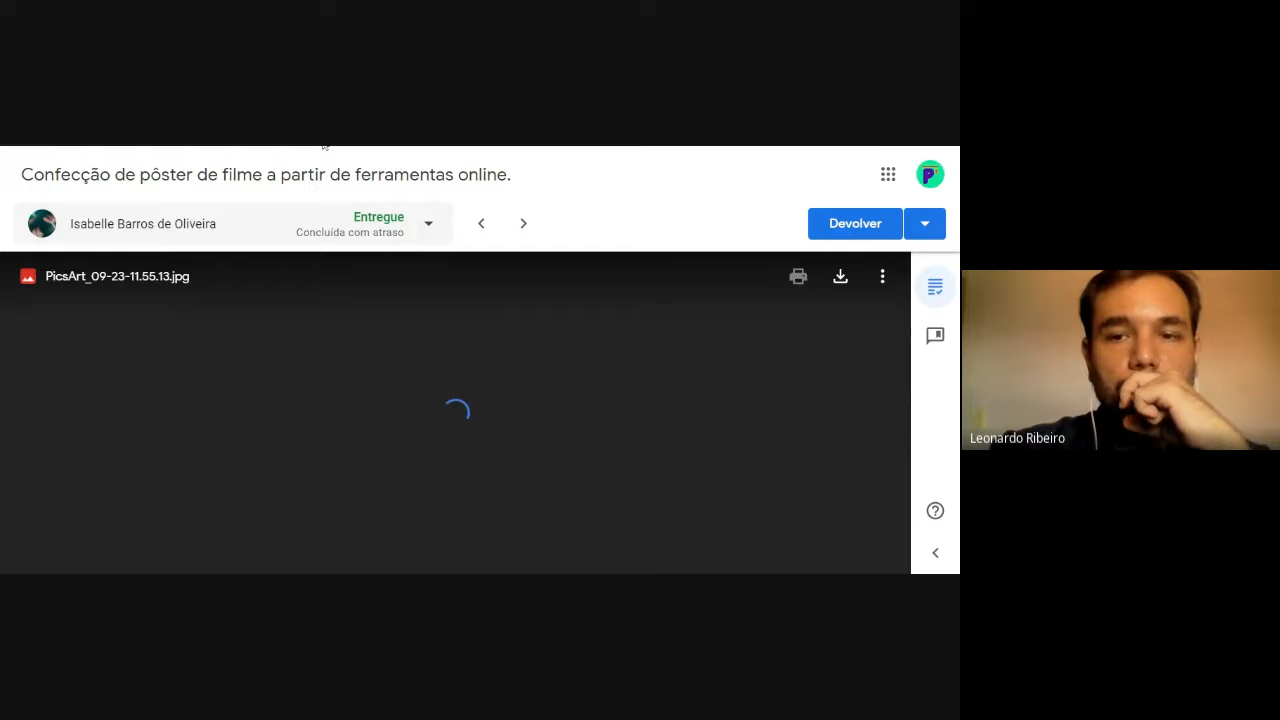 Confecção de pôster de filme a partir de ferramentas online.
Isabelle Barros de Oliveira
Entregue
Concluída com atraso
Devolver
PicsArt_09-23-11.55.13.jpg
Leonardo Ribeiro